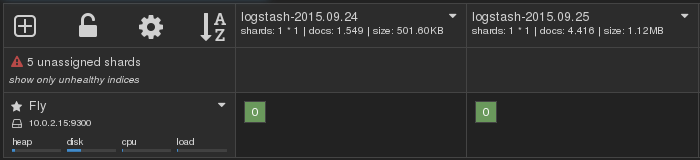 A
Z
logstash-2015.09.24
shards: 1 * 1 | docs: 1.549 | size: 501.60KB
logstash-2015.09.25
shards: 1 * 1 | docs: 4.416 | size: 1.12MB
5 unassigned shards
show only unhealthy indices
Fly
10.0.2.15:9300
heap disk cpu load
0
0